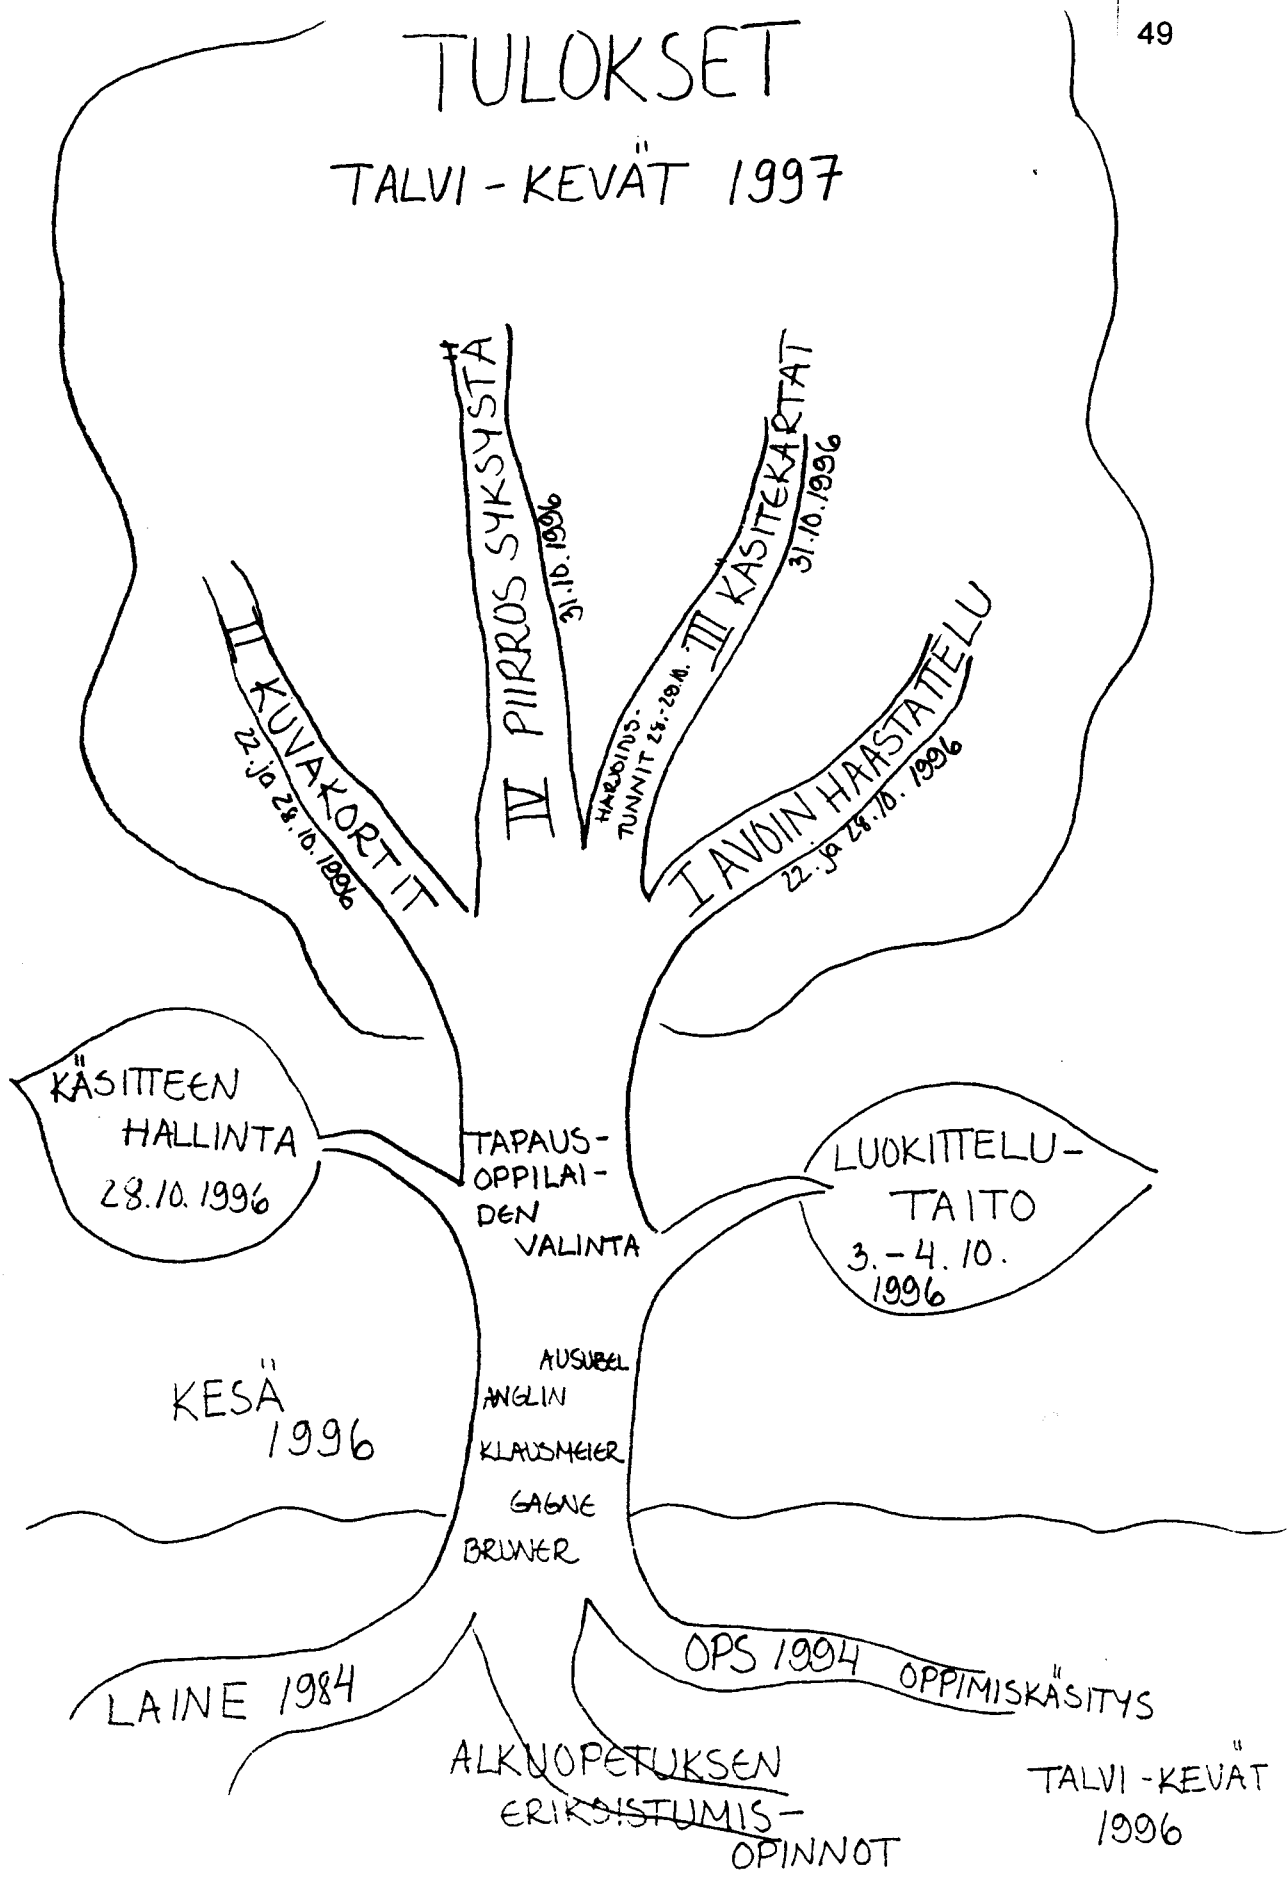 49
TULOKSET
TALVI - KEVÄT 1997
II KUVAKORTIT
22. ja 28.10.1996
IV PIIRROS SYKSYSTÄ
31.10.1996
HARJOITUS-
TUNNIT 28.-29.10.
III KÄSITEKARTAT
31.10.1996
I AVOIN HAASTATTELU
22. ja 28.10. 1996
KÄSITTEEN
HALLINTA
28.10.1996
TAPAUS-
OPPILAI-
DEN
VALINTA
LUOKITTELU-
TAITO
3.-4.10.
1996
KESÄ
1996
AUSUBEL
ANGLIN
KLAUSMEIER
GAGNE
BRUNER
LAINE 1984
OPS 1994 OPPIMISKÄSITYS
ALKUOPETUKSEN
ERIKSISTUMIS-
OPINNOT
TALVI - KEVÄT
1996